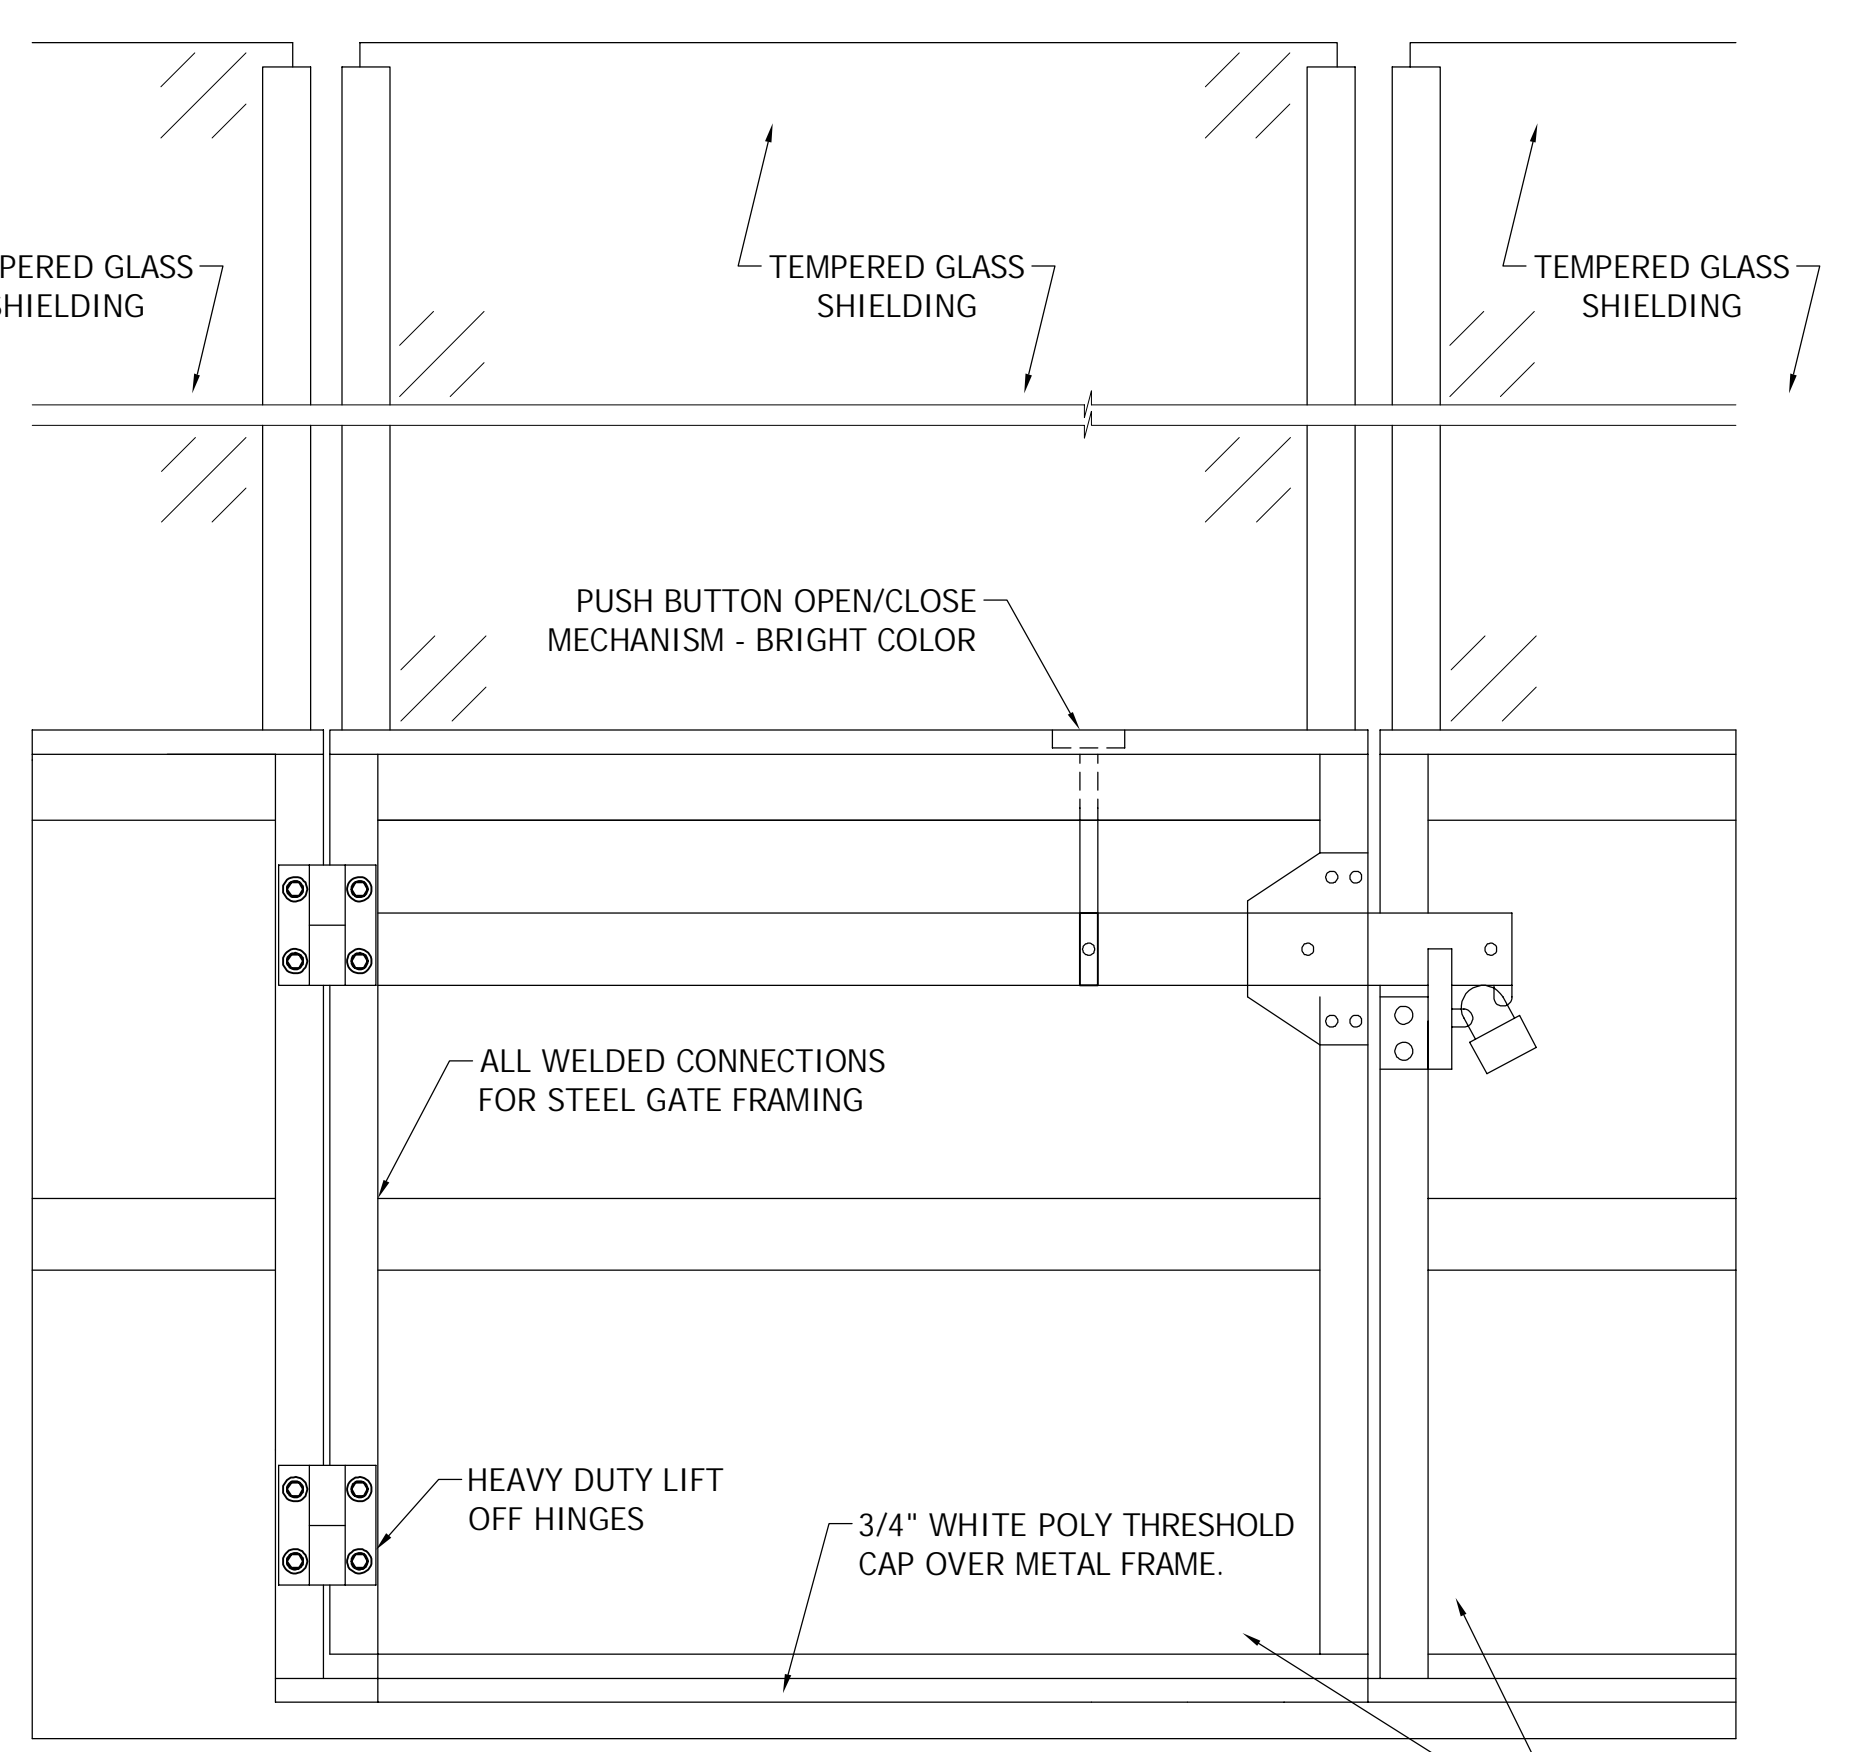 PERED GLASS
SHIELDING
TEMPERED GLASS
SHIELDING
TEMPERED GLASS
SHIELDING
PUSH BUTTON OPEN/CLOSE
MECHANISM - BRIGHT COLOR
ALL WELDED CONNECTIONS
FOR STEEL GATE FRAMING
HEAVY DUTY LIFT
OFF HINGES
3/4" WHITE POLY THRESHOLD
CAP OVER METAL FRAME.